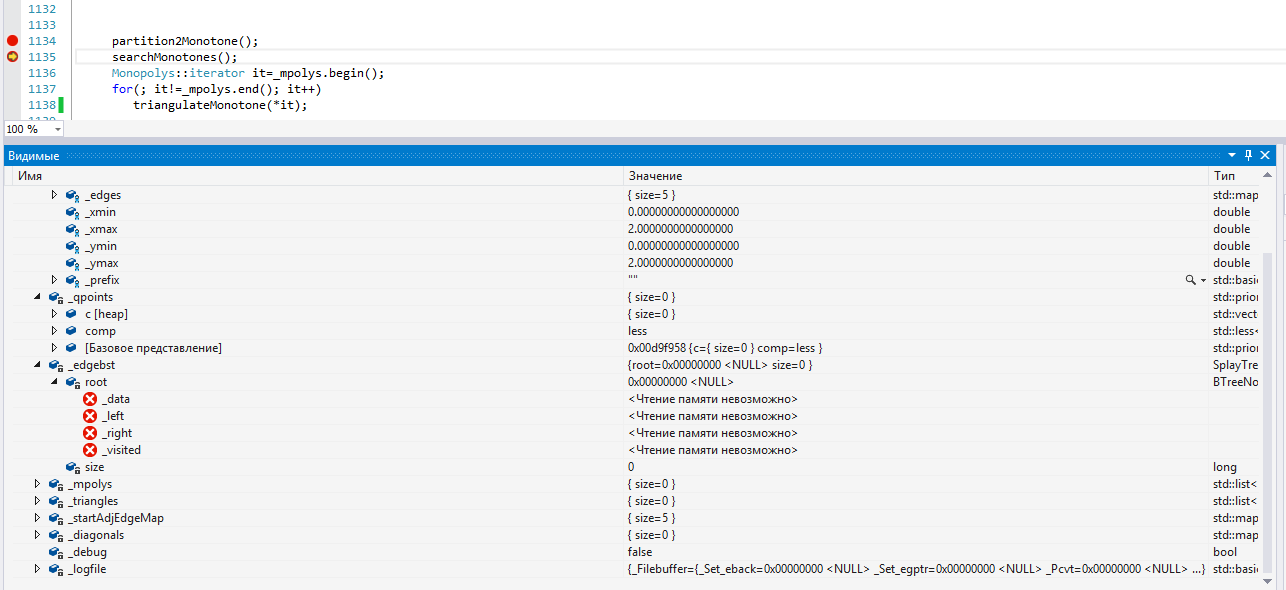 1132
1133
1134 partition2Monotone();
1135 searchMonotones();
1136 Monopolys::iterator it=_mpolys.begin();
1137 for(; it!=_mpolys.end(); it++)
1138 triangulateMonotone(*it);
100 %
Видимые
Имя Значение Тип
_edges { size=5 } std::map
_xmin 0.00000000000000000 double
_xmax 2.0000000000000000 double
_ymin 0.00000000000000000 double
_ymax 2.0000000000000000 double
_prefix "" std::basi
_qpoints { size=0 } std::prior
c [heap] { size=0 } std::vect
comp less std::less<
[Базовое представление] 0x00d9f958 {c={ size=0 } comp=less } std::prior
_edgebst {root=0x00000000 <NULL> size=0 } SplayTre
root 0x00000000 <NULL> BTreeNo
_data <Чтение памяти невозможно>
_left <Чтение памяти невозможно>
_right <Чтение памяти невозможно>
_visited <Чтение памяти невозможно>
size 0 long
_mpolys { size=0 } std::list<
_triangles { size=0 } std::list<
_startAdjEdgeMap { size=5 } std::map
_diagonals { size=0 } std::map
_debug false bool
_logfile {_Filebuffer={_Set_eback=0x00000000 <NULL> _Set_egptr=0x00000000 <NULL> _Pcvt=0x00000000 <NULL> ...} std::basi